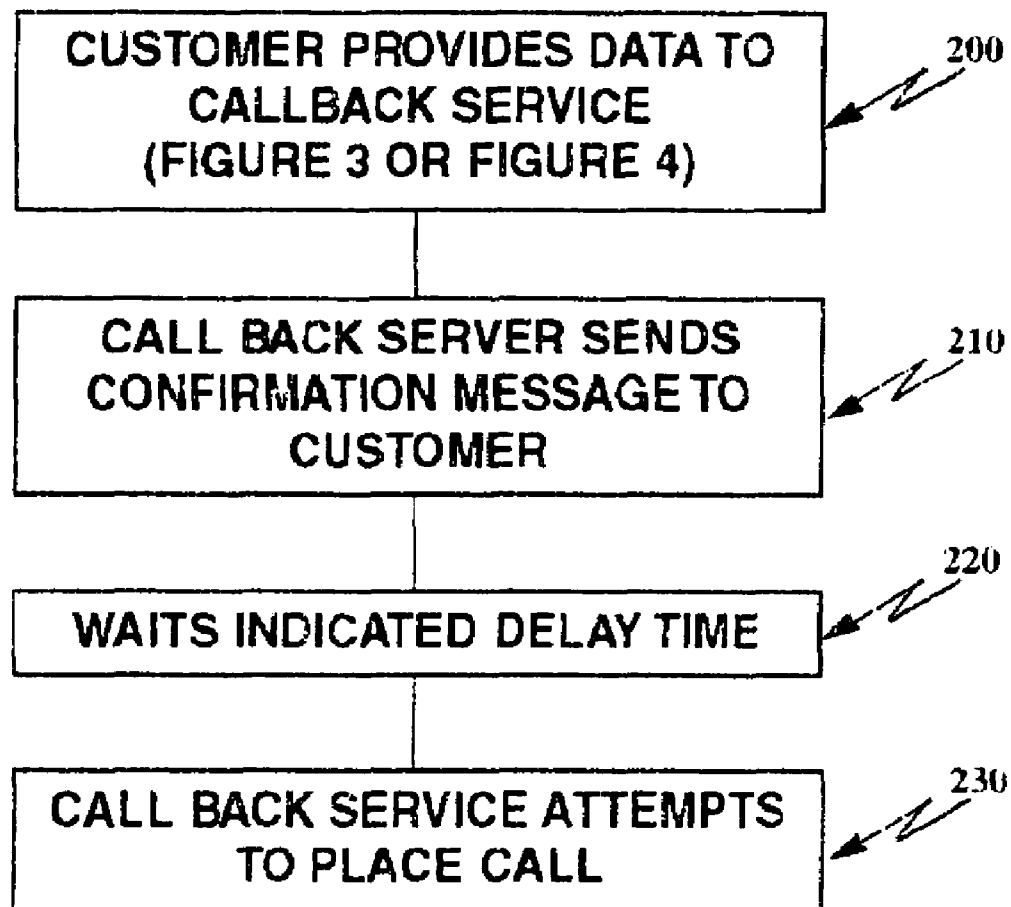 CUSTOMER PROVIDES DATA TO
CALLBACK SERVICE
(FIGURE 3 OR FIGURE 4)
200
CALL BACK SERVER SENDS
CONFIRMATION MESSAGE TO
CUSTOMER
210
WAITS INDICATED DELAY TIME
220
CALL BACK SERVICE ATTEMPTS
TO PLACE CALL
230